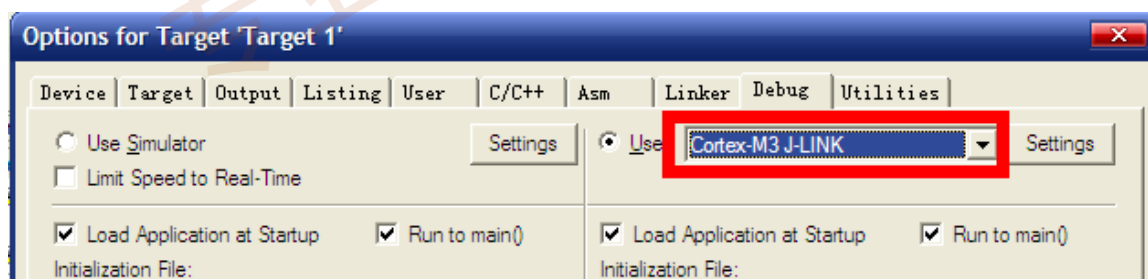 Options for Target 'Target 1'
Device Target Output Listing User C/C++ Asm Linker Debug Utilities
Use Simulator Settings Use Cortex-M3 J-LINK Settings
Limit Speed to Real-Time
Load Application at Startup Run to main() Load Application at Startup Run to main()
Initialization File: Initialization File: